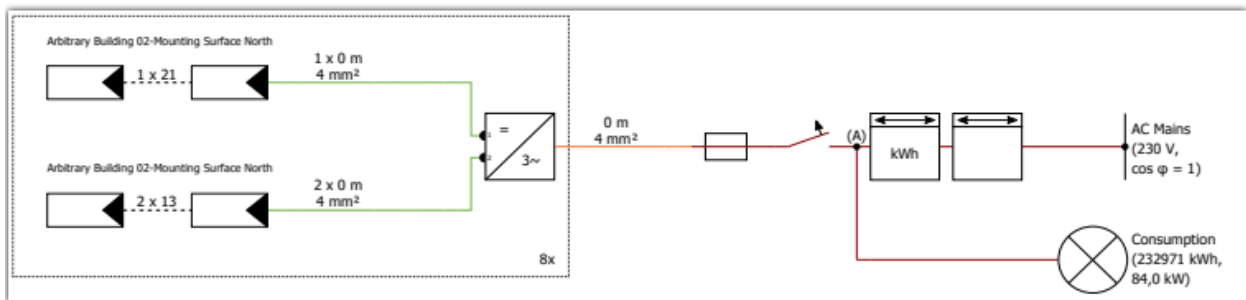 Arbitrary Building 02-Mounting Surface North
1 x 21
1 x 0 m
4 mm²
Arbitrary Building 02-Mounting Surface North
2 x 13
2 x 0 m
4 mm²
1
2
=
3~
8x
0 m
4 mm²
(A)
kWh
AC Mains
(230 V,
cos φ = 1)
Consumption
(232971 kWh,
84,0 kW)